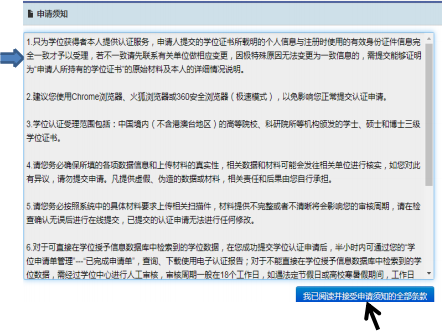 申请须知
1.只为学位获得者本人提供认证服务，申请人提交的学位证书所载明的个人信息与注册时使用的有效身份证件信息完
全一致才予以受理，若不一致请先联系有关单位做相应变更，因极特殊原因无法变更为一致信息的，需提交能够证明
为“申请人所持有的学位证书”的原始材料及本人的详细情况说明。
2.建议您使用Chrome浏览器、火狐浏览器或360安全浏览器（极速模式），以免影响您正常提交认证申请。
3.学位认证受理范围包括：中国境内（不含港澳台地区）的高等院校、科研院所等机构颁发的学士、硕士和博士三级
学位证书。
4.请您务必确保所填的各项数据信息和上传材料的真实性，相关数据和材料可能会发往相关单位进行核实，如您对此
有异议，请勿提交申请。凡提供虚假、伪造的数据或材料，相关责任和后果由您自行承担。
5.请您务必按照系统中的具体材料要求上传相关扫描件，材料提供不完整或者不清晰将会影响您的审核周期，请在检
查确认无误后进行在线提交，已提交的认证申请无法进行任何修改。
6.对于可直接在学位授予信息数据库中检索到的学位数据，在您成功提交学位认证申请后，半小时内可通过您的“学
位申请单管理”---“已完成申请单”，查询、下载使用电子认证报告；对于不能直接在学位授予信息数据库中检索到的学
位数据，需经过学位中心进行人工审核，审核周期一般在18个工作日，如遇法定节假日或高校寒暑假期间，工作日
我已阅读并接受申请须知的全部条款